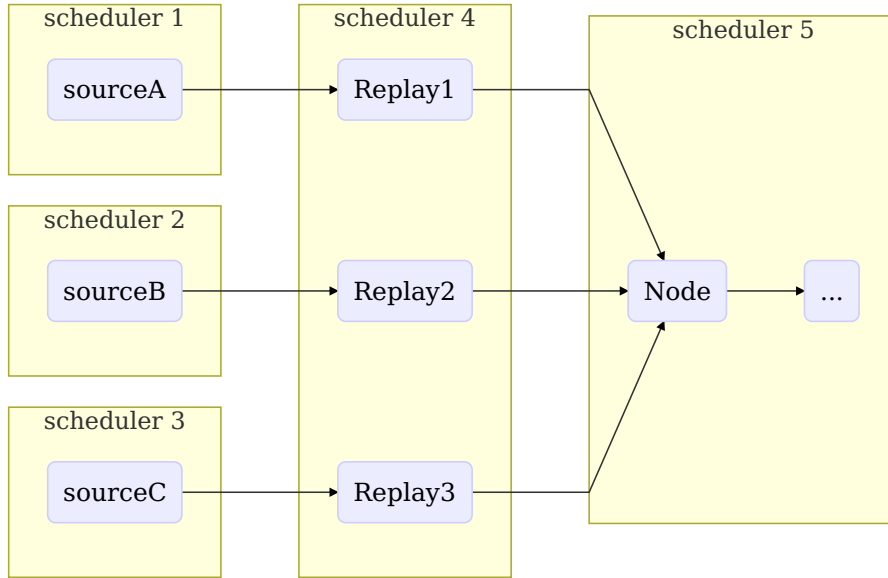 scheduler 1
sourceA
scheduler 2
sourceB
scheduler 3
sourceC
scheduler 4
Replay1
Replay2
Replay3
scheduler 5
Node
...